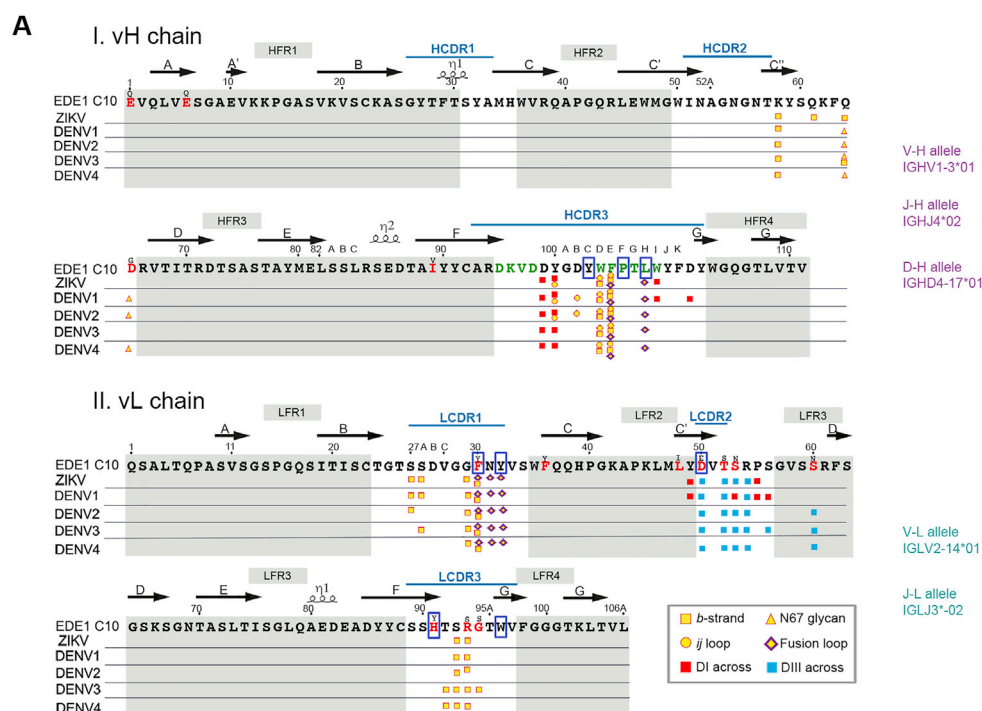 A
I. vH chain
HFR1 HCDR1 HFR2 HCDR2
A A' B η1 C C' C''
1 10 20 30 40 50 52A 60
Q Q
EDE1 C10 EVQLVESGAEVKKPGASVKVSCKASGYTFTSYAMHWVRQAPGQRLEWMGWINAGNGNTKYSQKFQ
ZIKV
DENV1
DENV2
DENV3
DENV4
V-H allele
IGHV1-3*01
J-H allele
IGHJ4*02
D-H allele
IGHD4-17*01
HFR3 HCDR3 HFR4
D E η2 F G G
70 80 82 A B C 90 100 A B C D E F G H I J K 110
G V
EDE1 C10 DRVTITRDTSASTAYMELSSLRSEDTAIYYCARDKVDDYGDYWFPTLWYFDYWGQGTLVTV
ZIKV
DENV1
DENV2
DENV3
DENV4
II. vL chain
LFR1 LCDR1 LFR2 LCDR2 LFR3
A B C C' D
1 11 20 27 A B C 30 40 50 60
Y Y I E S N N
EDE1 C10 QSALTQPASVSGSPGQSITISCTGTSSDVGGFNYVSWFQQHPGKAPKLMLYDVTSRPSGVSSRFS
ZIKV
DENV1
DENV2
DENV3
DENV4
V-L allele
IGLV2-14*01
J-L allele
IGLJ3*-02
LFR3 LCDR3 LFR4
D E η1 F G G
70 80 90 95 100 106A
Y S S
EDE1 C10 GSKSGNTASLTISGLQAEDEADYYCSSHTSRGTWVFGGGTKLTVL
ZIKV
DENV1
DENV2
DENV3
DENV4
b-strand N67 glycan
ij loop Fusion loop
DI across DIII across